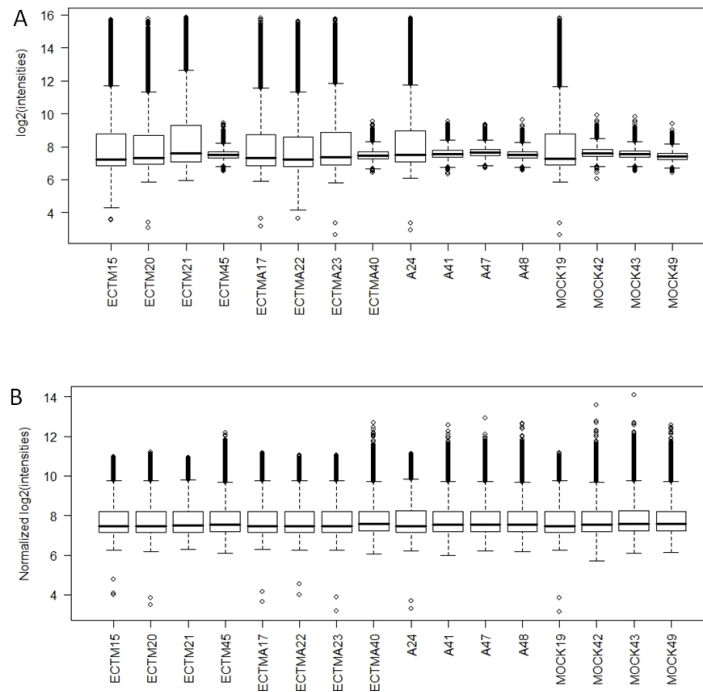 A
log2(intensities)
16
14
12
10
8
6
4
ECTM15
ECTM20
ECTM21
ECTM45
ECTMA17
ECTMA22
ECTMA23
ECTMA40
A24
A41
A47
A48
MOCK19
MOCK42
MOCK43
MOCK49
B
Normalized log2(intensities)
14
12
10
8
6
4
ECTM15
ECTM20
ECTM21
ECTM45
ECTMA17
ECTMA22
ECTMA23
ECTMA40
A24
A41
A47
A48
MOCK19
MOCK42
MOCK43
MOCK49